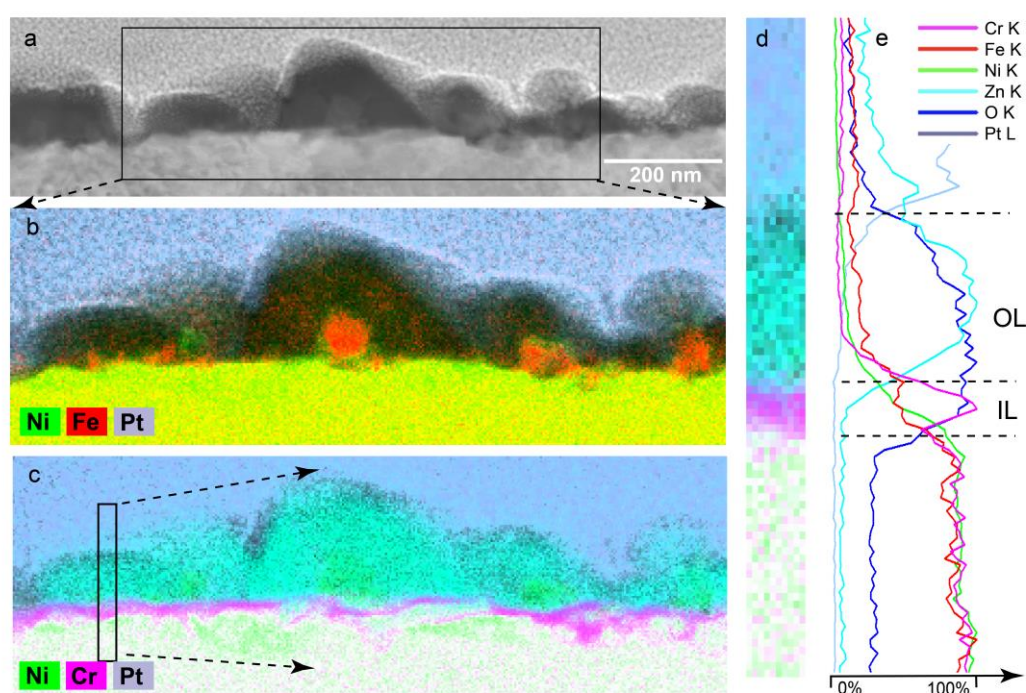 a
200 nm
b
Ni Fe Pt
c
Ni Cr Pt
d
e
Cr K
Fe K
Ni K
Zn K
O K
Pt L
OL
IL
0% 100%